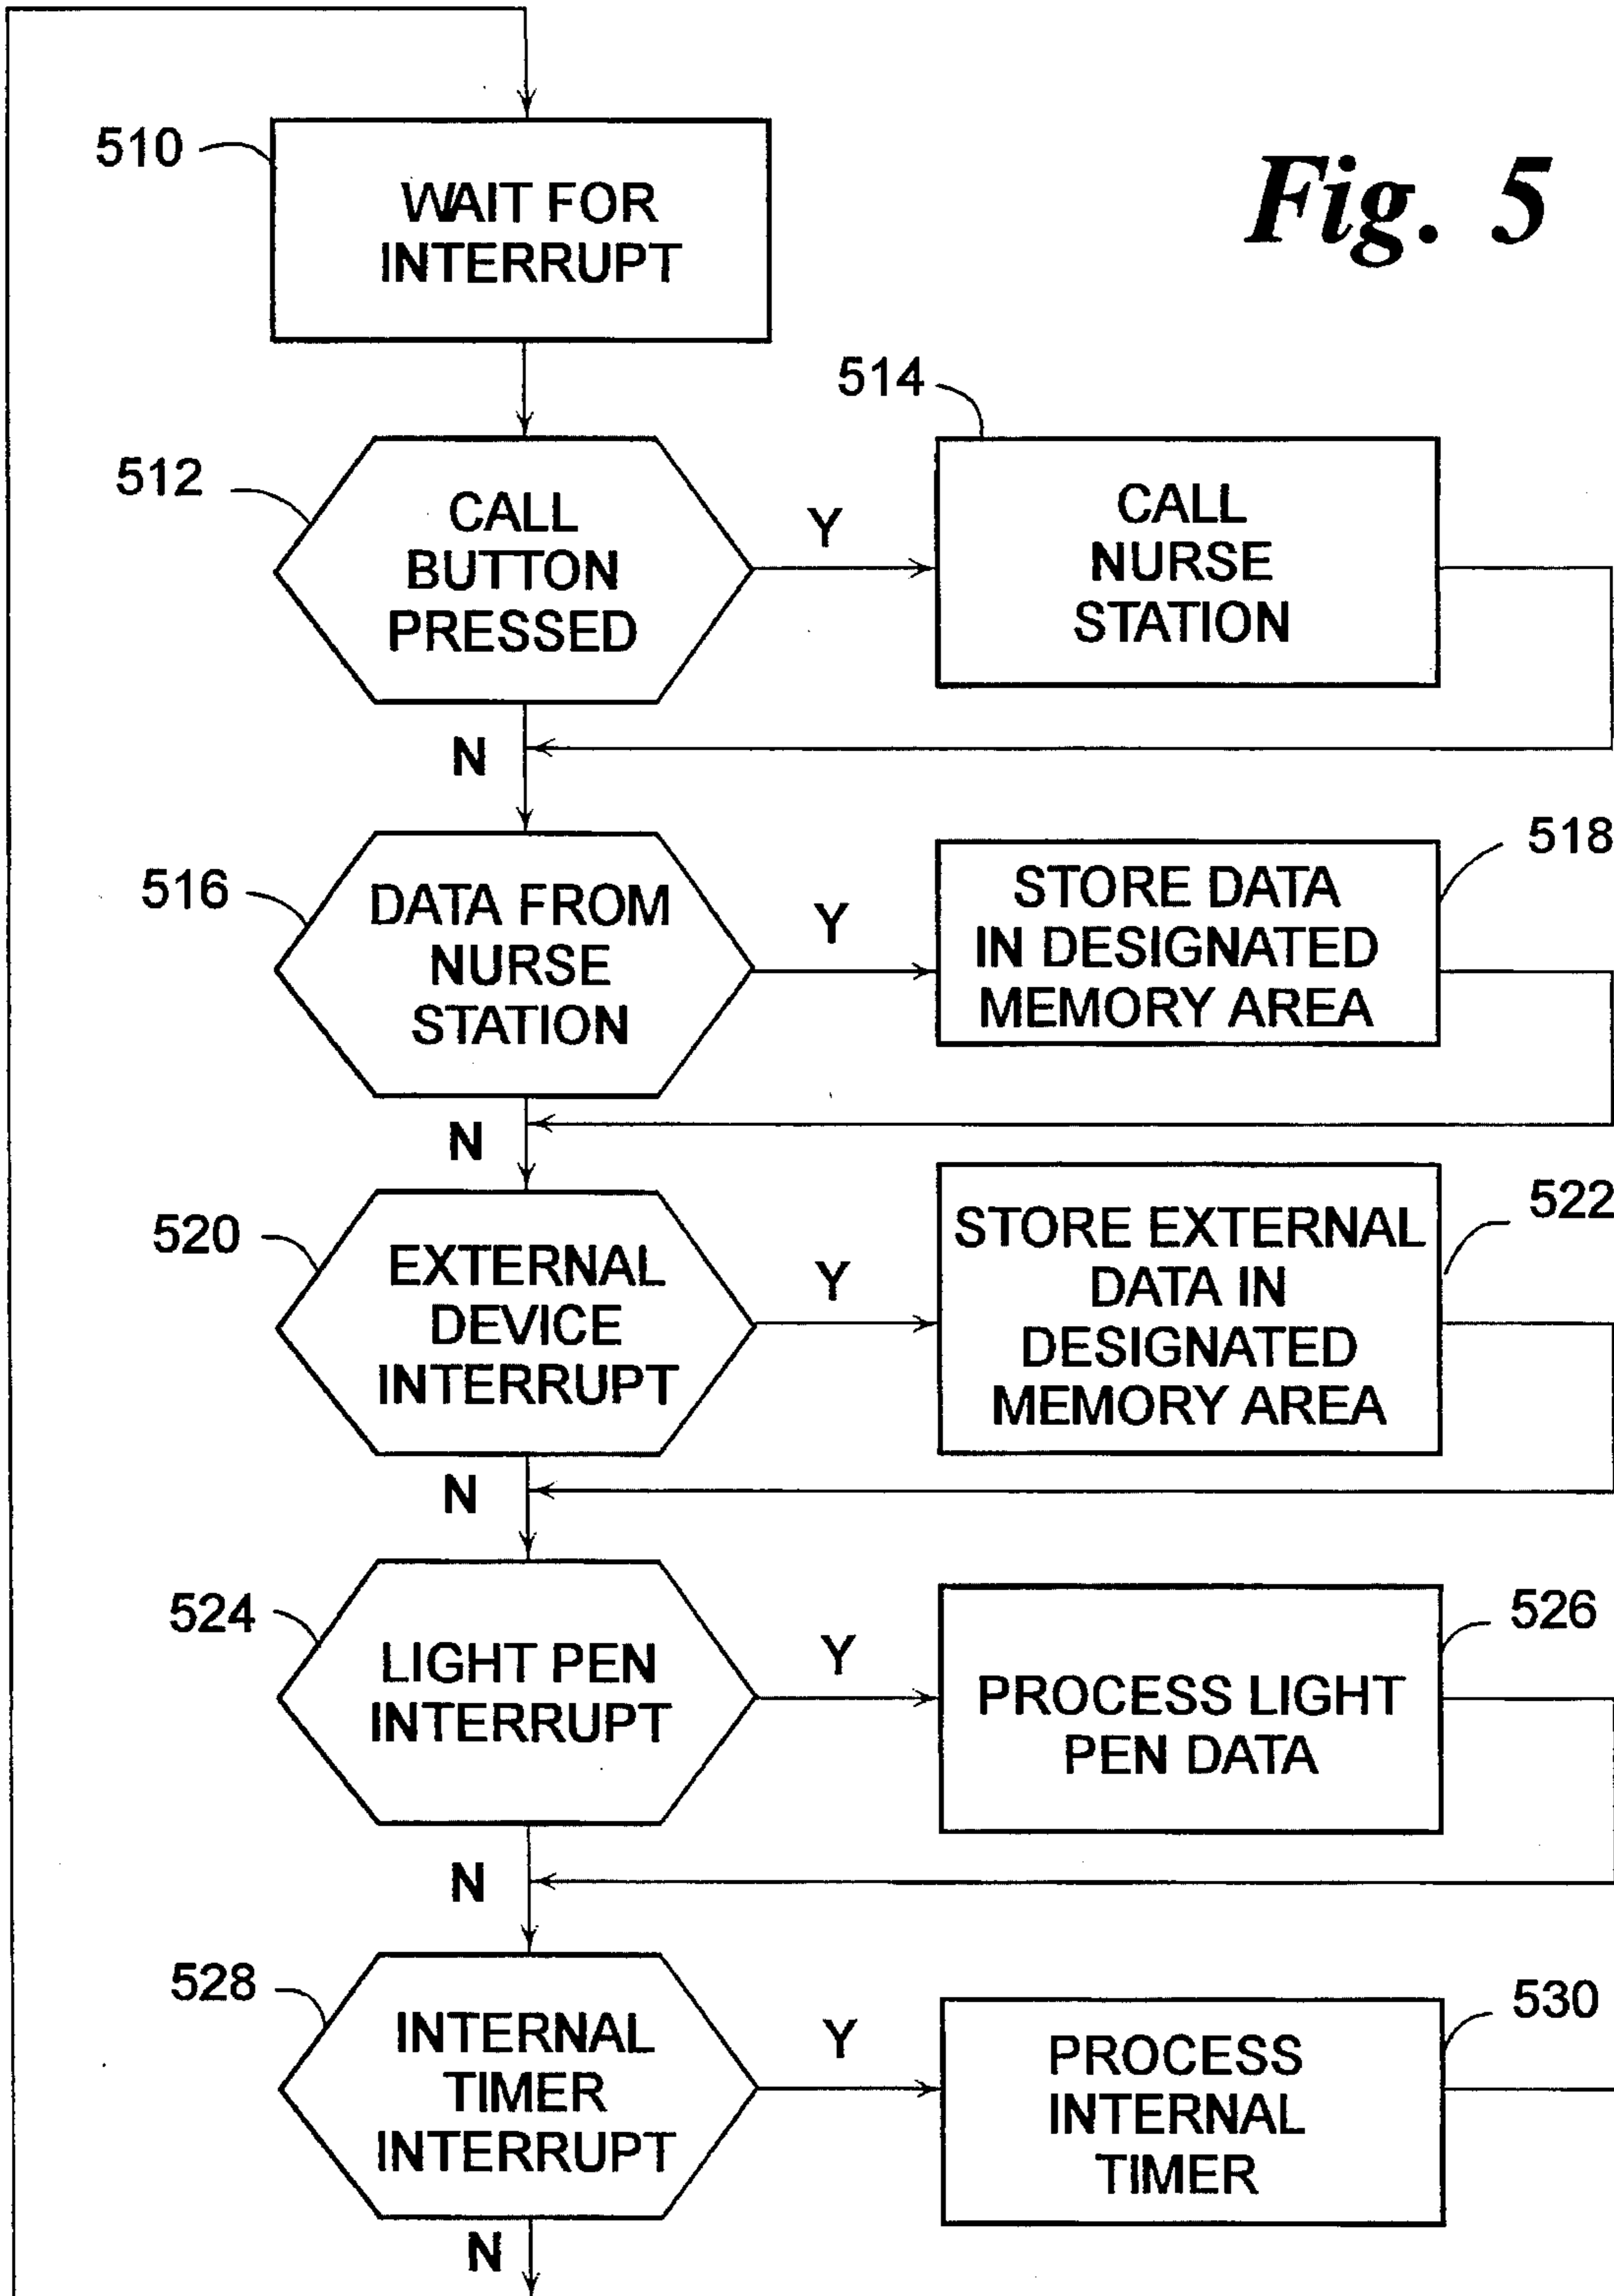 Fig. 5
510
WAIT FOR
INTERRUPT
512
CALL
BUTTON
PRESSED
Y
514
CALL
NURSE
STATION
N
516
DATA FROM
NURSE
STATION
Y
518
STORE DATA
IN DESIGNATED
MEMORY AREA
N
520
EXTERNAL
DEVICE
INTERRUPT
Y
522
STORE EXTERNAL
DATA IN
DESIGNATED
MEMORY AREA
N
524
LIGHT PEN
INTERRUPT
Y
526
PROCESS LIGHT
PEN DATA
N
528
INTERNAL
TIMER
INTERRUPT
Y
530
PROCESS
INTERNAL
TIMER
N